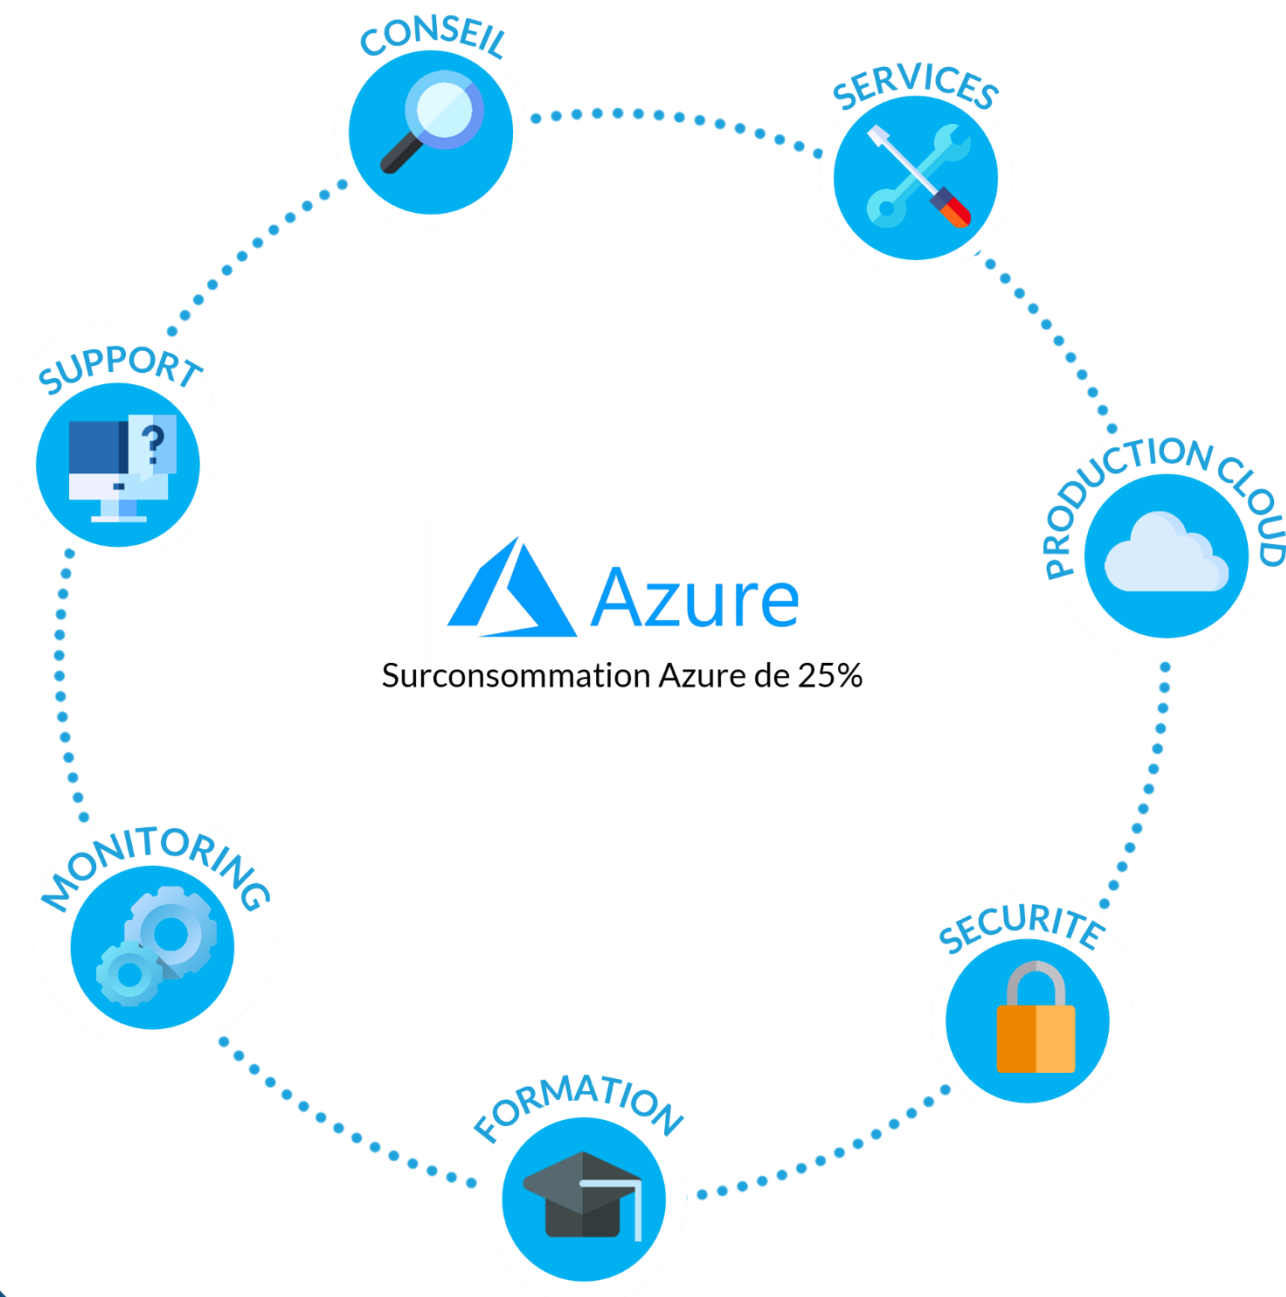 CONSEIL
SERVICES
SUPPORT
?
PRODUCTION CLOUD
Azure
Surconsommation Azure de 25%
MONITORING
SECURITE
FORMATION